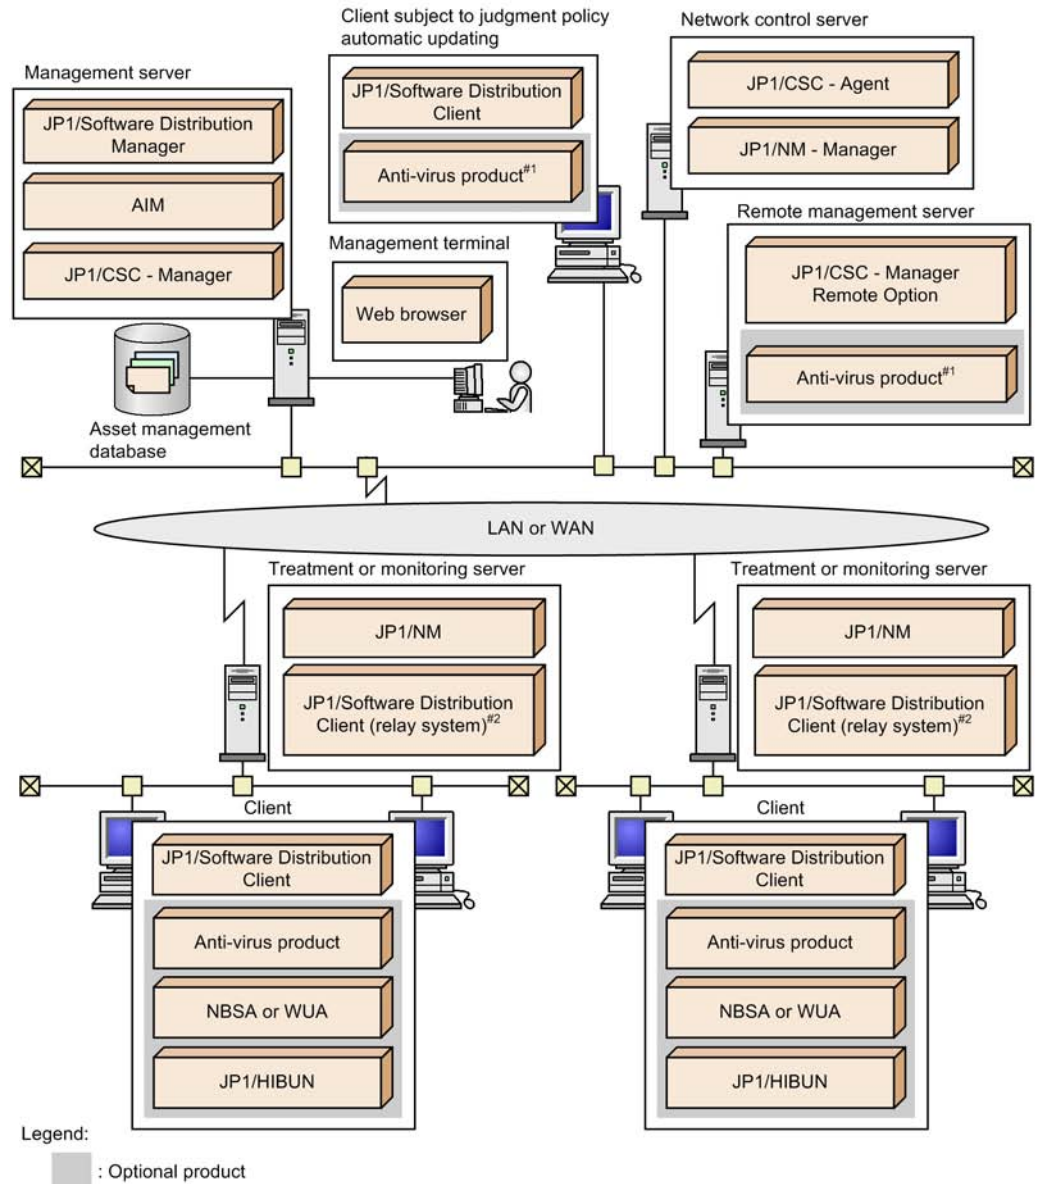 Client subject to judgment policy
automatic updating
Network control server
Management server
JP1/Software Distribution
Manager
AIM
JP1/CSC - Manager
JP1/Software Distribution
Client
Anti-virus product#1
JP1/CSC - Agent
JP1/NM - Manager
Management terminal
Web browser
Remote management server
JP1/CSC - Manager
Remote Option
Anti-virus product#1
Asset management
database
LAN or WAN
Treatment or monitoring server
JP1/NM
JP1/Software Distribution
Client (relay system)#2
Treatment or monitoring server
JP1/NM
JP1/Software Distribution
Client (relay system)#2
Client
JP1/Software Distribution
Client
Anti-virus product
NBSA or WUA
JP1/HIBUN
Client
JP1/Software Distribution
Client
Anti-virus product
NBSA or WUA
JP1/HIBUN
Legend:
: Optional product